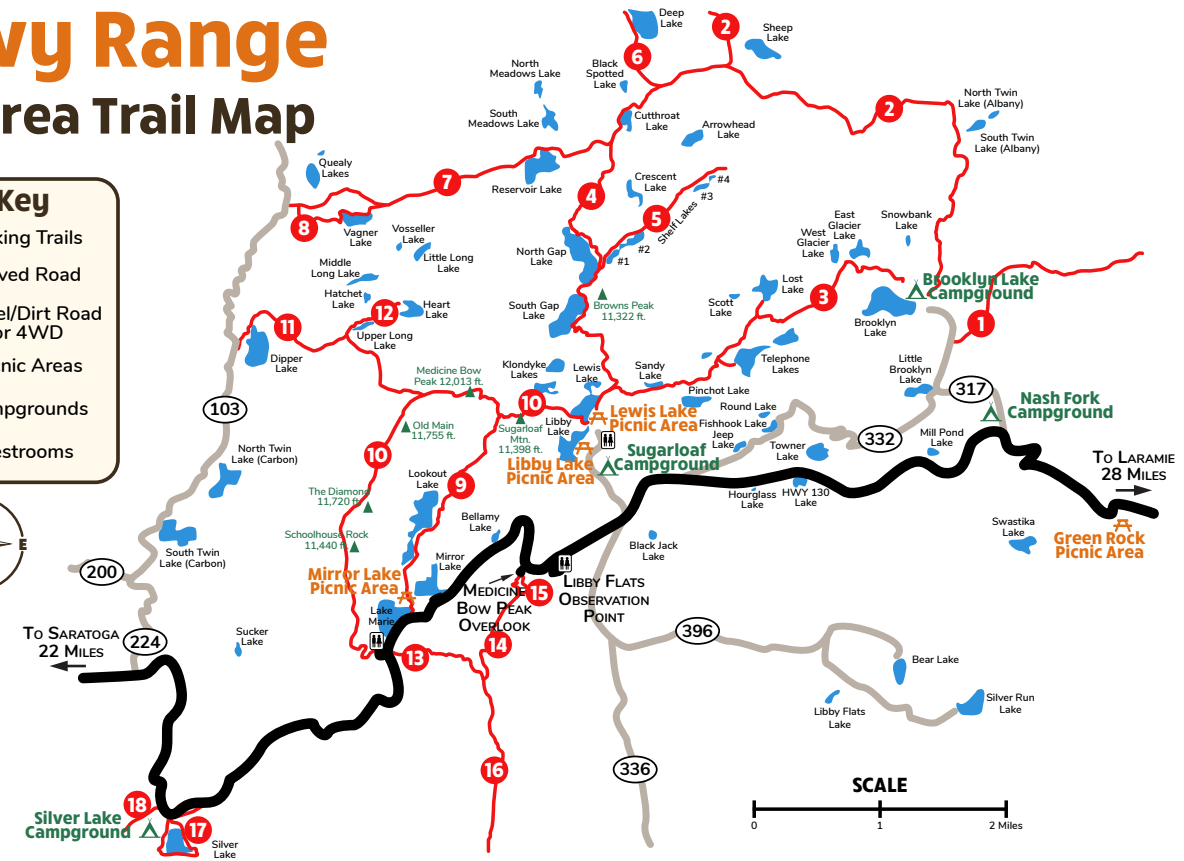 vy Range
rea Trail Map
Key
king Trails
ved Road
el/Dirt Road
or 4WD
nic Areas
mpgrounds
estrooms
E
Deep
Lake
2
Sheep
Lake
6
North
Meadows Lake
Black
Spotted
Lake
South
Meadows Lake
Cutthroat
Lake
Arrowhead
Lake
2
North Twin
Lake (Albany)
South Twin
Lake (Albany)
Quealy
Lakes
7
Reservoir Lake
4
Crescent
Lake
#4
#3
5
Shelf Lakes
#2
#1
8
Vagner
Lake
Vosseller
Lake
Little Long
Lake
Middle
Long Lake
Hatchet
Lake
12
Heart
Lake
11
Upper Long
Lake
Dipper
Lake
North Gap
Lake
South Gap
Lake
Browns Peak
11,322 ft.
East
Glacier
Lake
West
Glacier
Lake
Snowbank
Lake
Lost
Lake
Scott
Lake
3
Brooklyn Lake
Campground
Brooklyn
Lake
1
Telephone
Lakes
Sandy
Lake
Klondyke
Lakes
Lewis
Lake
Medicine Bow
Peak 12,013 ft.
Pinchot Lake
Round Lake
Fishhook Lake
Jeep
Lake
Little
Brooklyn
Lake
317
Nash Fork
Campground
103
10
Lewis Lake
Picnic Area
Libby
Lake
Sugarloaf
Mtn.
11,398 ft.
Old Main
11,755 ft.
Libby Lake
Picnic Area
Sugarloaf
Campground
332
Towner
Lake
Mill Pond
Lake
To Laramie
28 Miles
North Twin
Lake (Carbon)
10
Lookout
Lake
9
The Diamond
11,720 ft.
Hourglass
Lake
HWY 130
Lake
Swastika
Lake
Green Rock
Picnic Area
South Twin
Lake (Carbon)
Schoolhouse Rock
11,440 ft.
Bellamy
Lake
Black Jack
Lake
200
Mirror Lake
Picnic Area
Mirror
Lake
Medicine
Bow Peak
Overlook
15
Libby Flats
Observation
Point
Lake
Marie
To Saratoga
22 Miles
224
Sucker
Lake
13
14
396
Bear Lake
Libby Flats
Lake
Silver Run
Lake
16
336
18
Silver Lake
Campground
17
Silver
Lake
SCALE
0
1
2 Miles